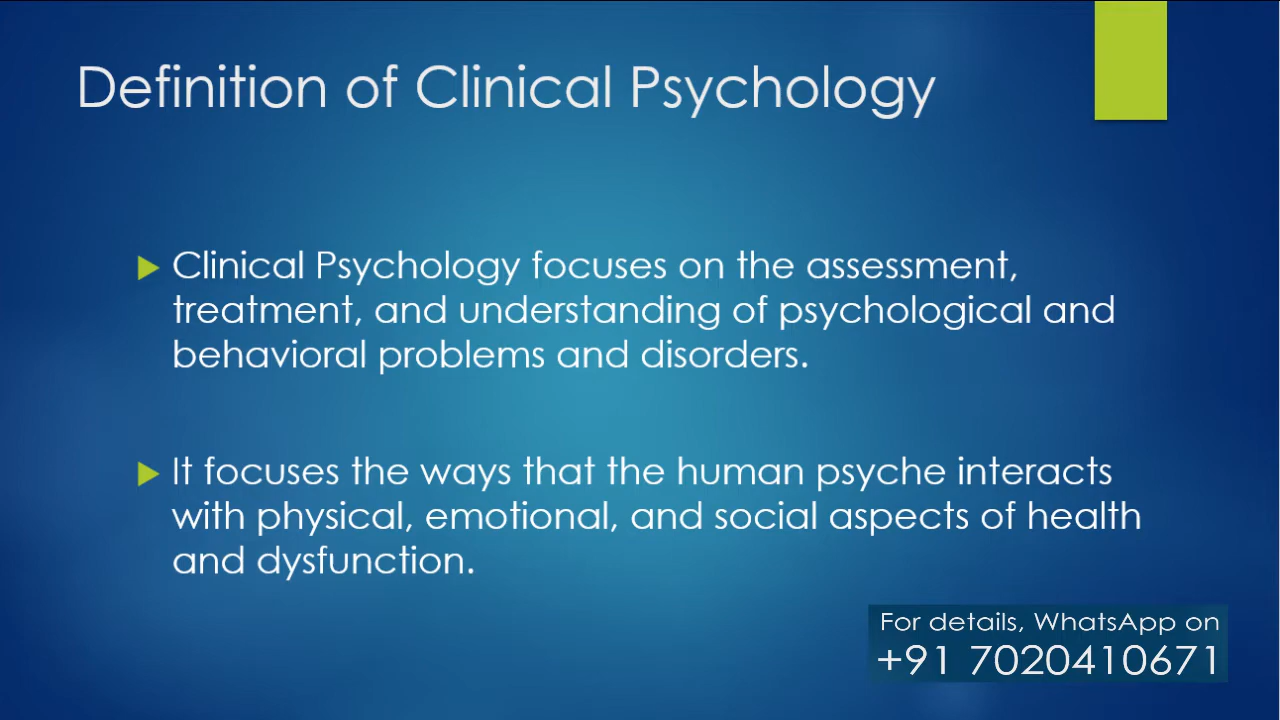 Definition of Clinical Psychology
Clinical Psychology focuses on the assessment,
treatment, and understanding of psychological and
behavioral problems and disorders.
It focuses the ways that the human psyche interacts
with physical, emotional, and social aspects of health
and dysfunction.
For details, WhatsApp on
+91 7020410671